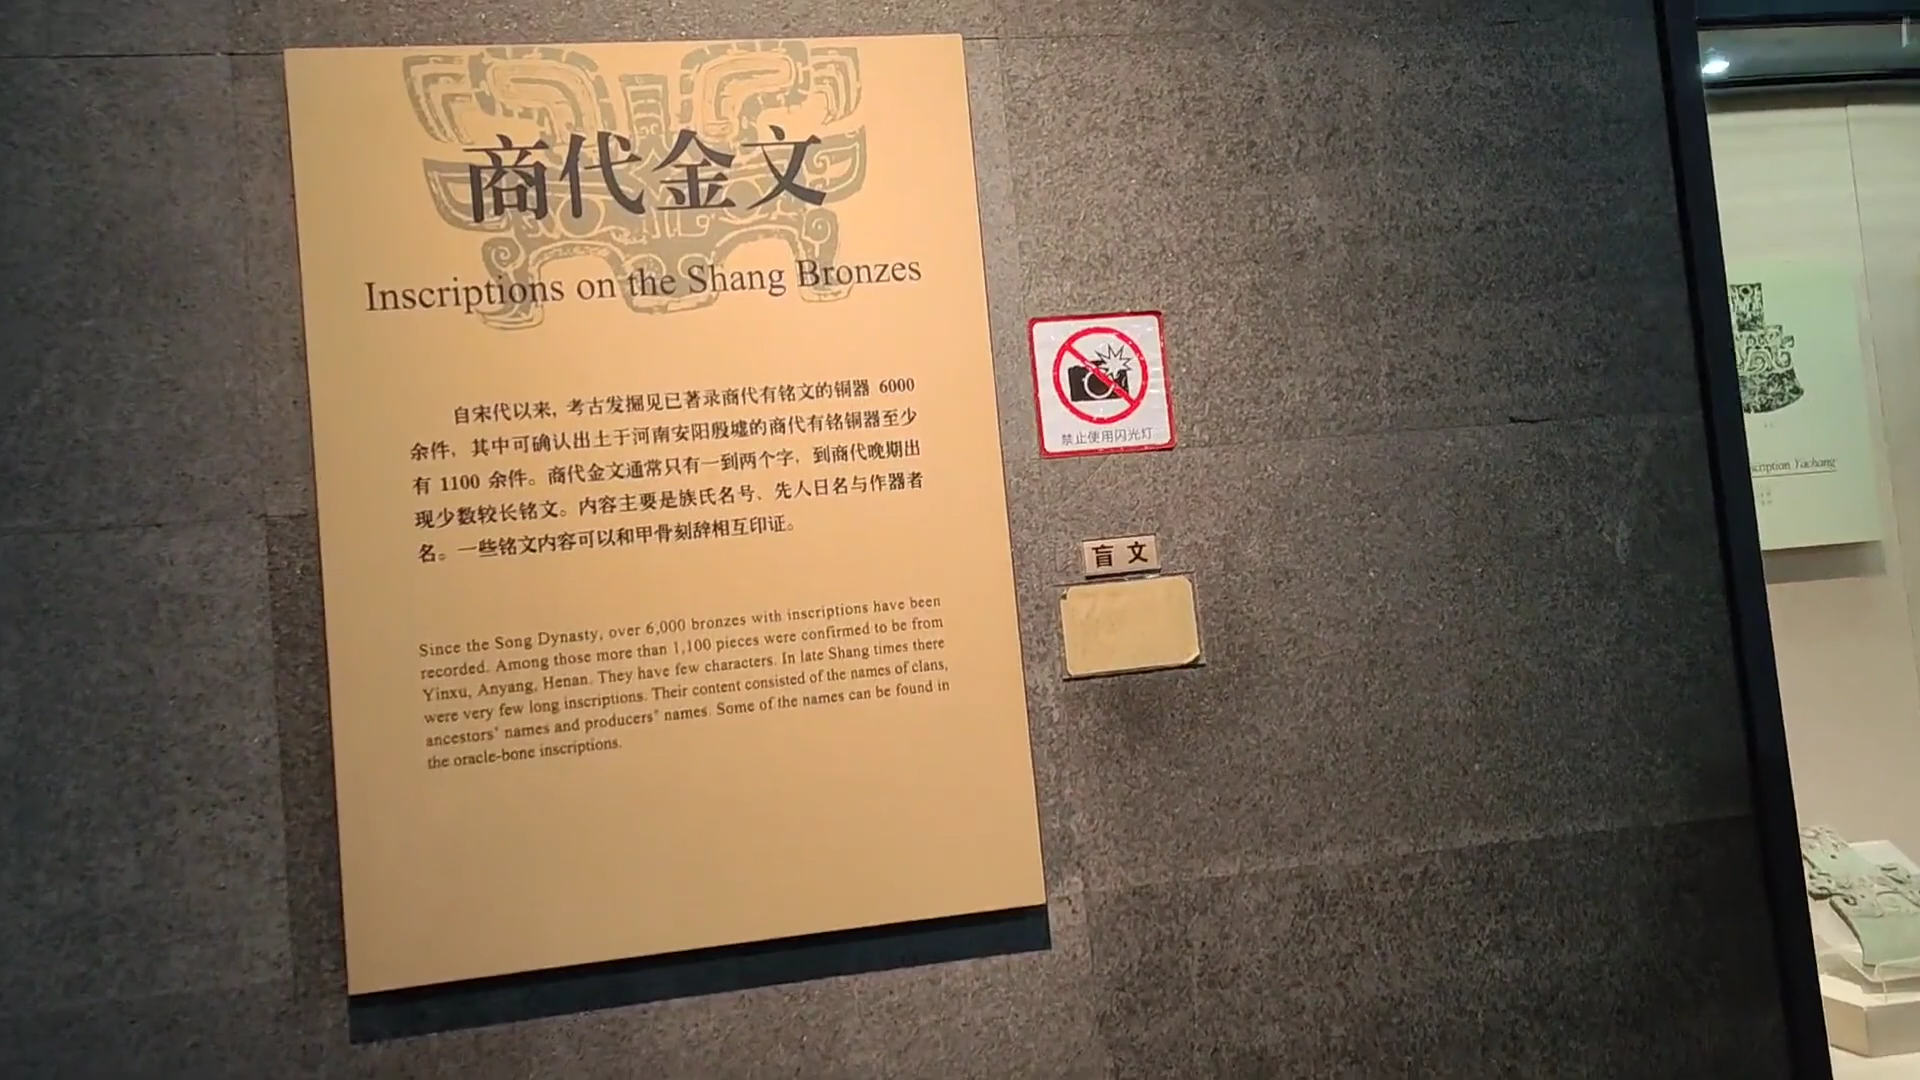 商代金文
Inscriptions on the Shang Bronzes
自宋代以来，考古发掘见已著录商代有铭文的铜器 6000
余件，其中可确认出土于河南安阳殷墟的商代有铭铜器至少
有 1100 余件。商代金文通常只有一到两个字，到商代晚期出
现少数较长铭文。内容主要是族氏名号、先人日名与作器者
名。一些铭文内容可以和甲骨刻辞相互印证。
Since the Song Dynasty, over 6,000 bronzes with inscriptions have been
recorded. Among those more than 1,100 pieces were confirmed to be from
Yinxu, Anyang, Henan. They have few characters. In late Shang times there
were very few long inscriptions. Their content consisted of the names of clans,
ancestors' names and producers' names. Some of the names can be found in
the oracle-bone inscriptions.
禁止使用闪光灯
盲文
scription Yachang